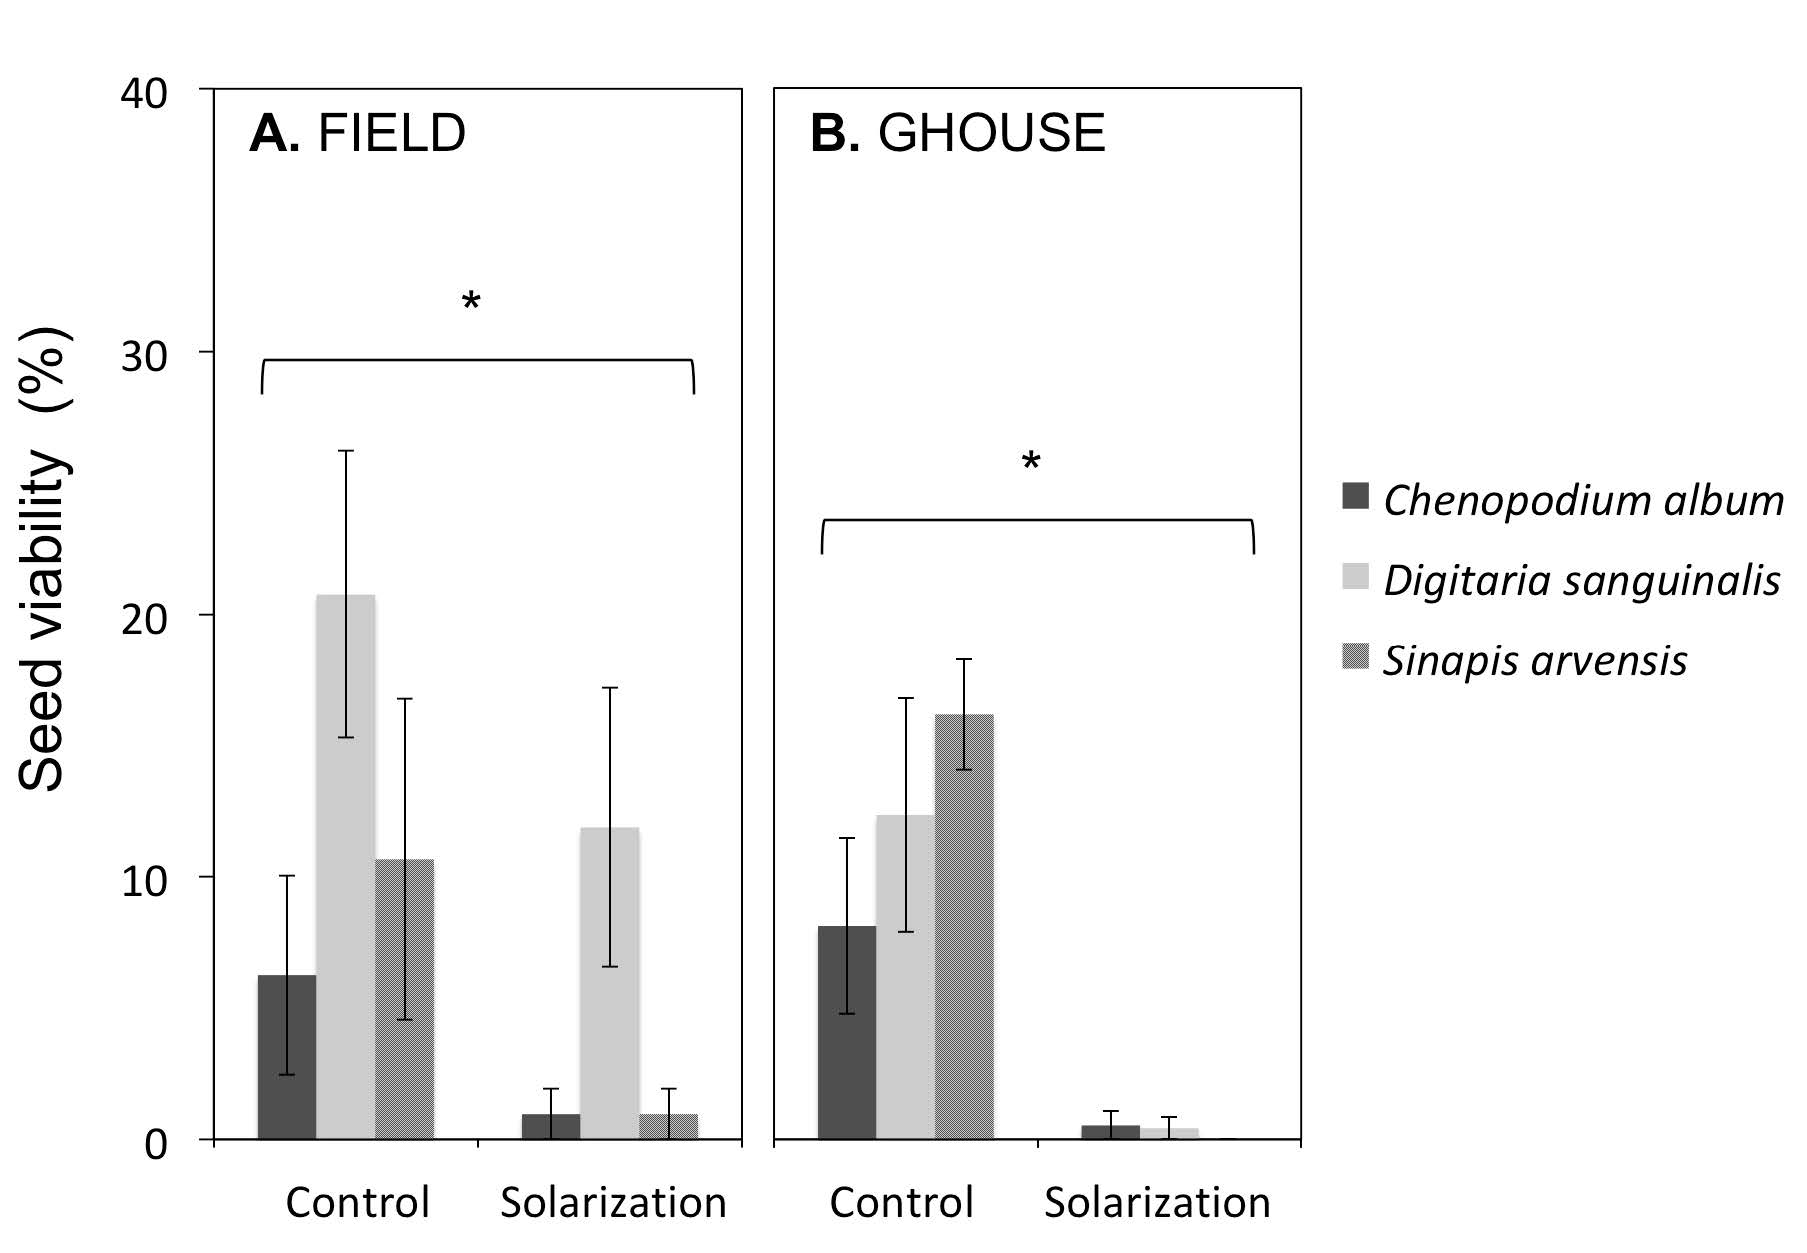 Seed viability (%)
40
30
20
10
0
A. FIELD
*
Control
Solarization
B. GHOUSE
*
Control
Solarization
Chenopodium album
Digitaria sanguinalis
Sinapis arvensis